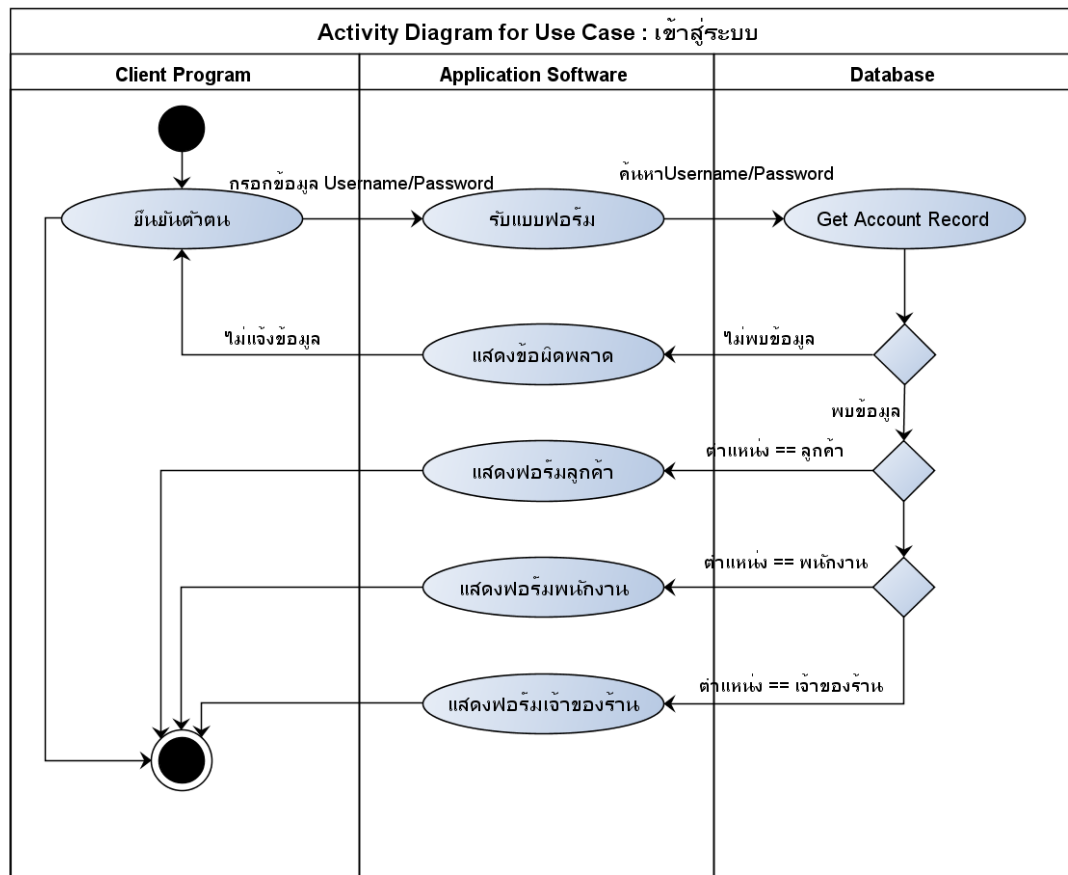 Activity Diagram for Use Case : เข้าสู่ระบบ
Client Program
Application Software
Database
กรอกข้อมูล Username/Password
ค้นหาUsername/Password
ยืนยันตัวตน
รับแบบฟอร์ม
Get Account Record
ไม่แจ้งข้อมูล
แสดงข้อผิดพลาด
ไม่พบข้อมูล
พบข้อมูล
ตำแหน่ง == ลูกค้า
แสดงฟอร์มลูกค้า
ตำแหน่ง == พนักงาน
แสดงฟอร์มพนักงาน
ตำแหน่ง == เจ้าของร้าน
แสดงฟอร์มเจ้าของร้าน